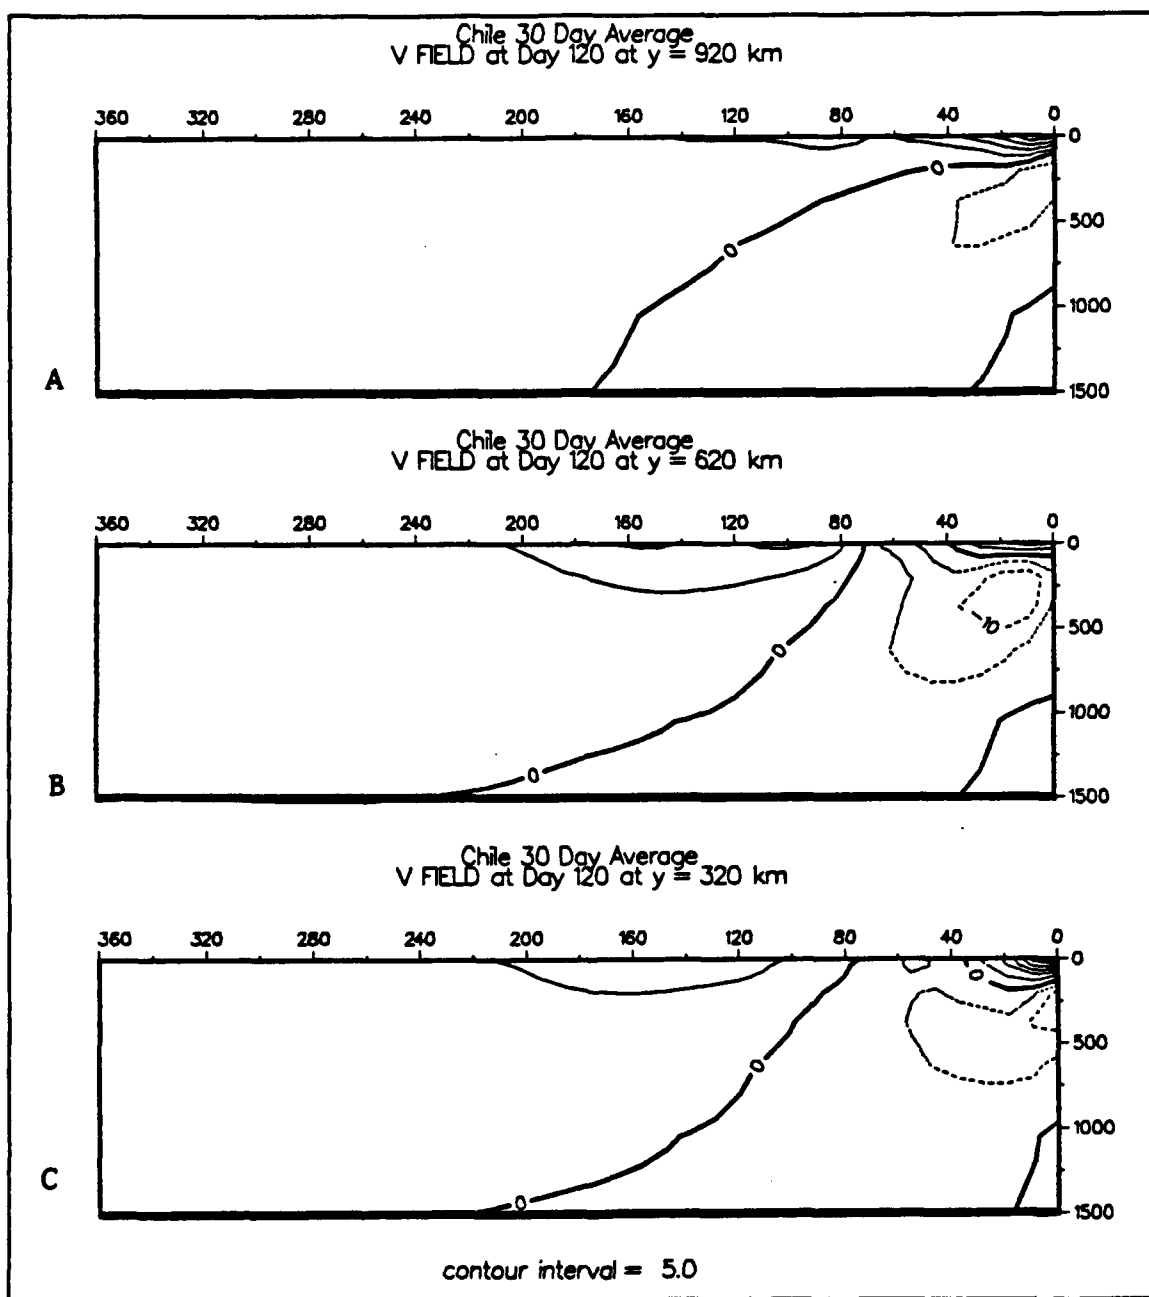 Chile 30 Day Average
V FIELD at Day 120 at y = 920 km
360 320 280 240 200 160 120 80 40 0
0
0
500
0
1000
A
1500
Chile 30 Day Average
V FIELD at Day 120 at y = 620 km
360 320 280 240 200 160 120 80 40 0
0
-10
500
0
1000
0
B
1500
Chile 30 Day Average
V FIELD at Day 120 at y = 320 km
360 320 280 240 200 160 120 80 40 0
0
0
500
0
1000
C
0
1500
contour interval = 5.0